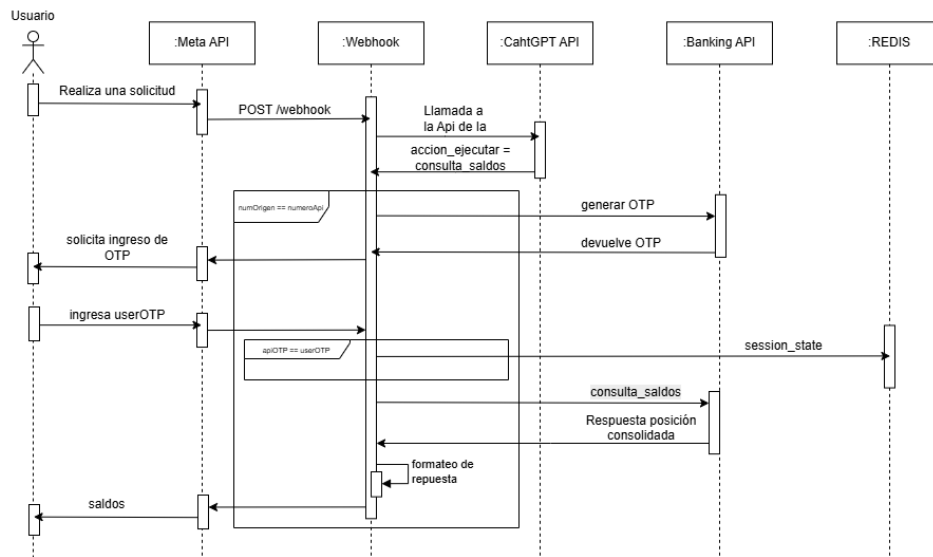 Usuario
:Meta API
:Webhook
:CahtGPT API
:Banking API
:REDIS
Realiza una solicitud
POST /webhook
Llamada a
la Api de la
accion_ejecutar =
consulta_saldos
numOrigen == numeroApi
generar OTP
devuelve OTP
solicita ingreso de
OTP
ingresa userOTP
apiOTP == userOTP
session_state
consulta_saldos
Respuesta posición
consolidada
formateo de
repuesta
saldos